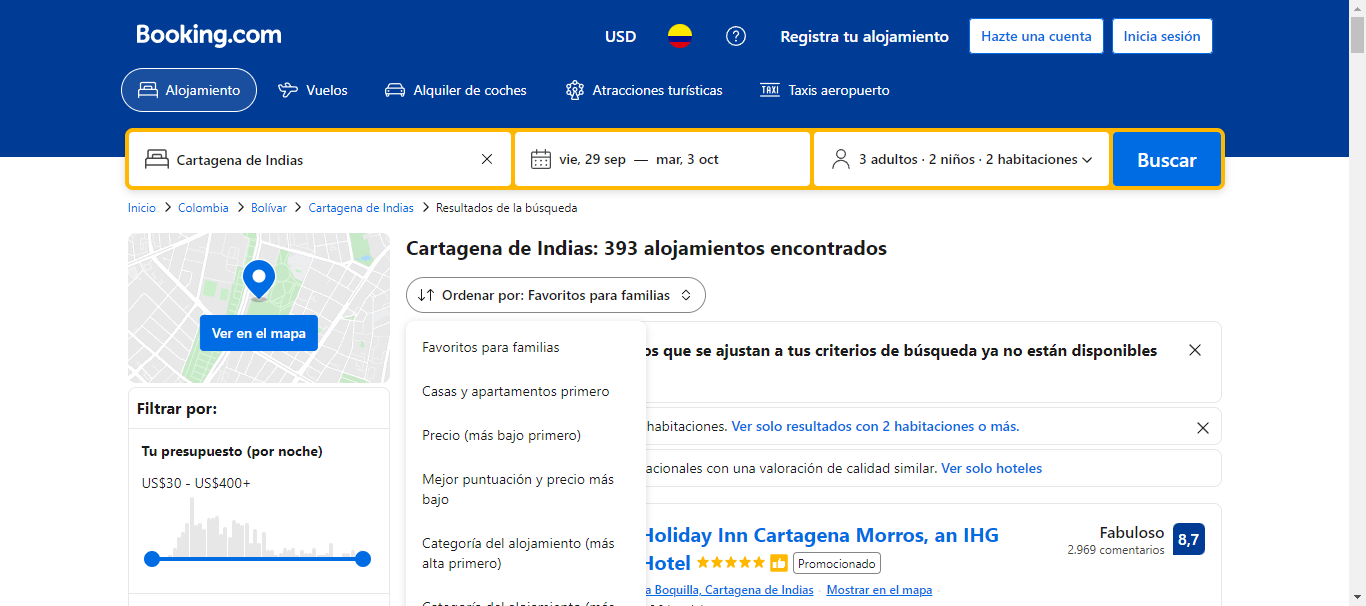 Booking.com
USD
Registra tu alojamiento
Hazte una cuenta
Inicia sesión
Alojamiento
Vuelos
Alquiler de coches
Atracciones turísticas
TAXI Taxis aeropuerto
Cartagena de Indias
vie, 29 sep — mar, 3 oct
3 adultos · 2 niños · 2 habitaciones
Buscar
Inicio > Colombia > Bolívar > Cartagena de Indias > Resultados de la búsqueda
Ver en el mapa
Filtrar por:
Tu presupuesto (por noche)
US$30 - US$400+
Cartagena de Indias: 393 alojamientos encontrados
Ordenar por: Favoritos para familias
Favoritos para familias
Casas y apartamentos primero
Precio (más bajo primero)
Mejor puntuación y precio más
bajo
Categoría del alojamiento (más
alta primero)
Categoría del alojamiento (más
os que se ajustan a tus criterios de búsqueda ya no están disponibles
habitaciones. Ver solo resultados con 2 habitaciones o más.
acionales con una valoración de calidad similar. Ver solo hoteles
Holiday Inn Cartagena Morros, an IHG
Hotel
Promocionado
a Boquilla, Cartagena de Indias · Mostrar en el mapa ·
Fabuloso
2.969 comentarios
8,7